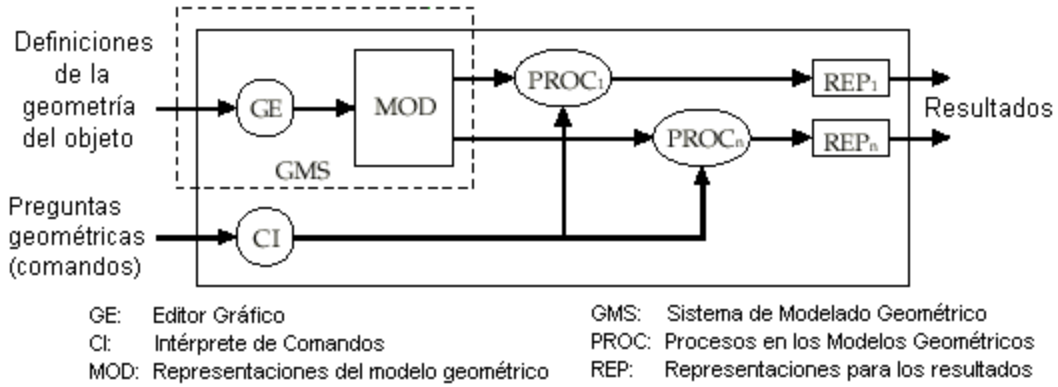 Definiciones
de la
geometría
del objeto
GE
MOD
GMS
PROC₁
PROCₙ
REP₁
REPₙ
Resultados
Preguntas
geométricas
(comandos)
CI
GE: Editor Gráfico
CI: Intérprete de Comandos
MOD: Representaciones del modelo geométrico
GMS: Sistema de Modelado Geométrico
PROC: Procesos en los Modelos Geométricos
REP: Representaciones para los resultados